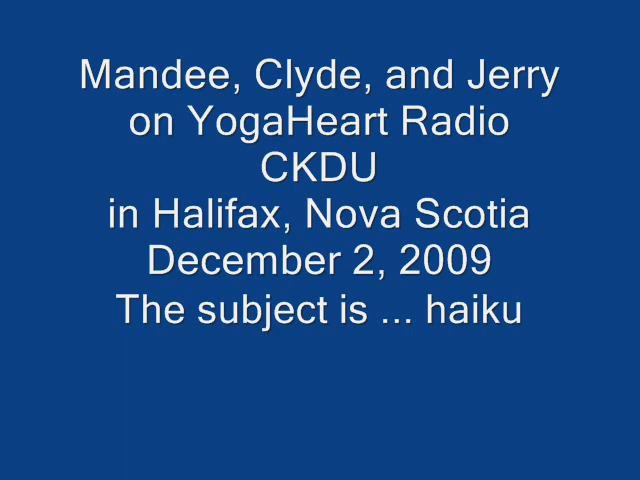 Mandee, Clyde, and Jerry
on YogaHeart Radio
CKDU
in Halifax, Nova Scotia
December 2, 2009
The subject is ... haiku